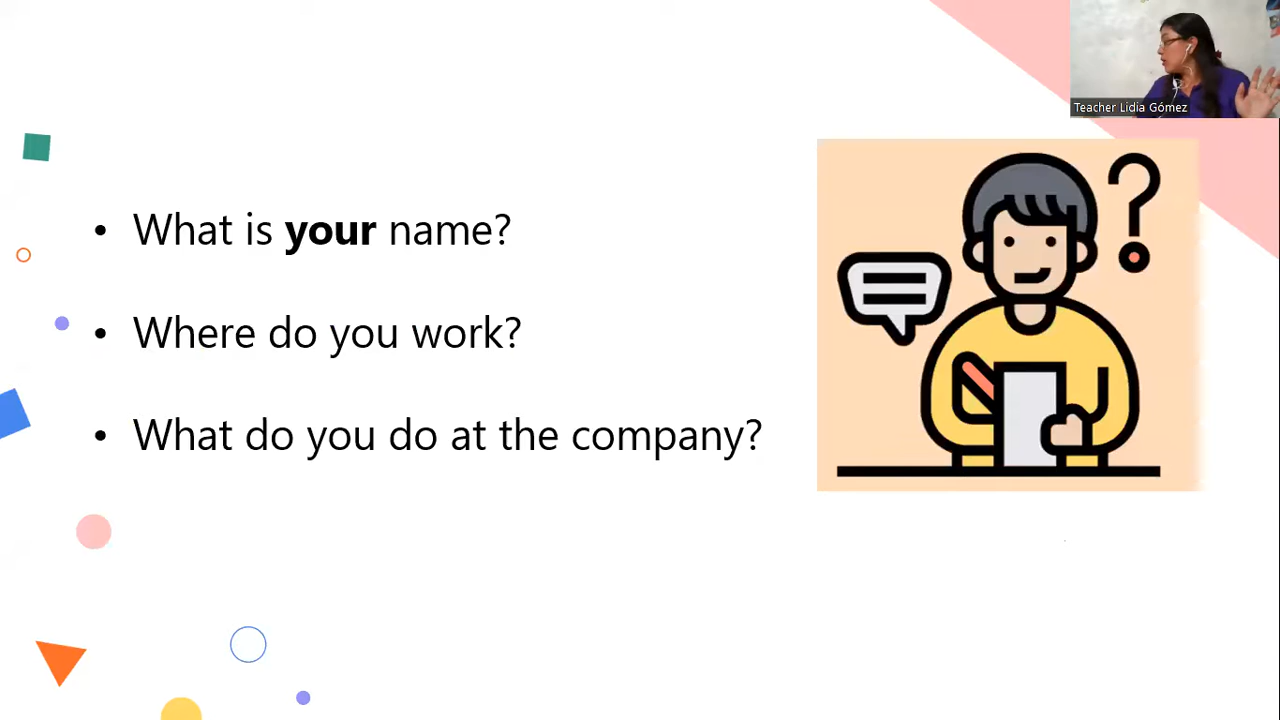 Teacher Lidia Gómez
• What is your name?
• Where do you work?
• What do you do at the company?